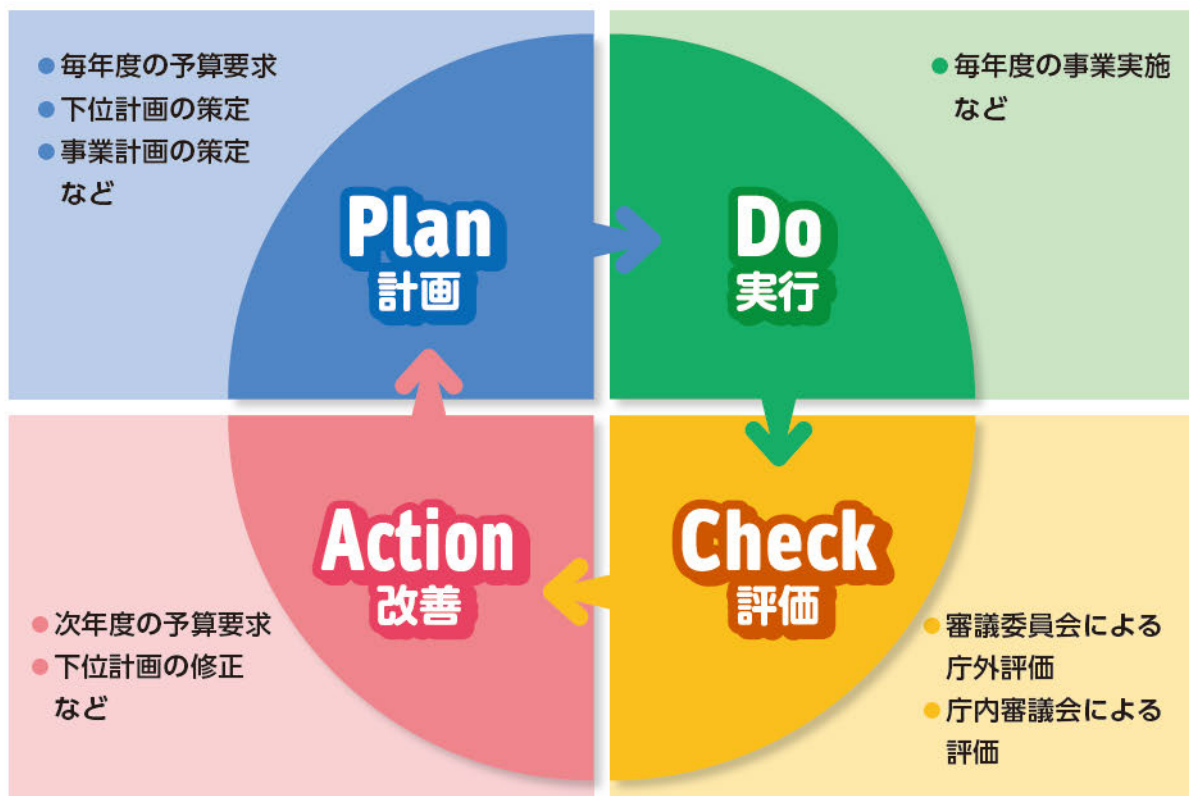 ●毎年度の予算要求
●下位計画の策定
●事業計画の策定
など
Plan
計画
●毎年度の事業実施
など
Do
実行
Check
評価
●審議委員会による
庁外評価
●庁内審議会による
評価
Action
改善
●次年度の予算要求
●下位計画の修正
など